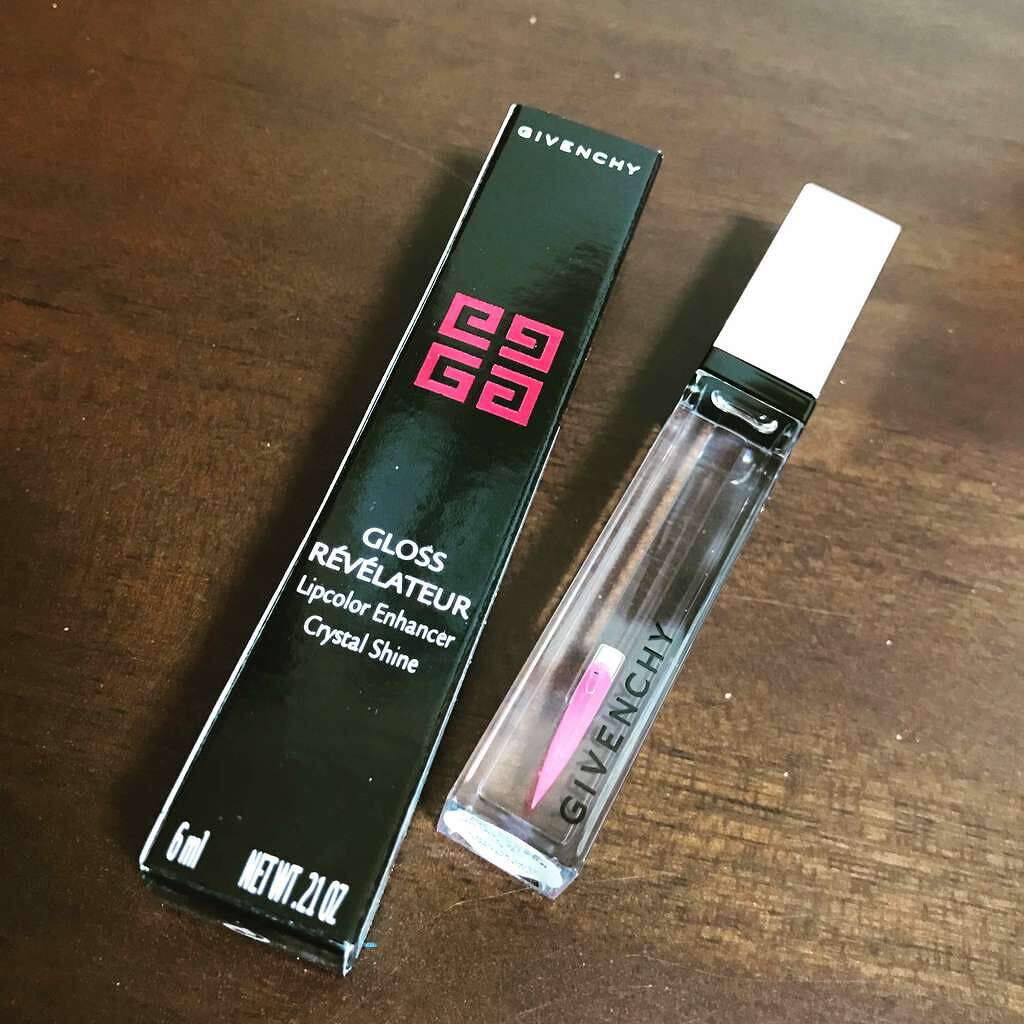 GIVENCHY
GLOSS
RÉVÉLATEUR
Lipcolor Enhancer
Crystal Shine
6 ml NET WT. .21 OZ
GIVENCHY